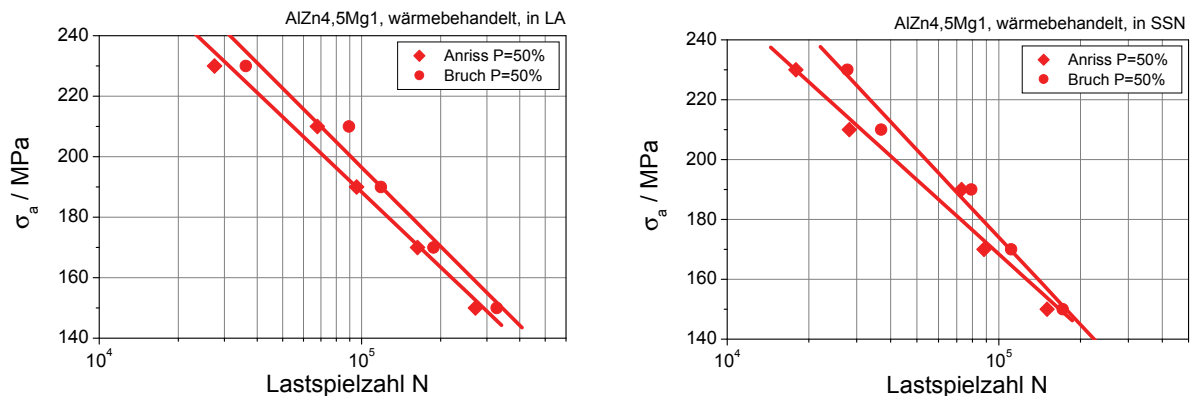 AlZn4,5Mg1, wärmebehandelt, in LA
240
220
200
180
160
140
σa / MPa
Anriss P=50%
Bruch P=50%
10^4
10^5
Lastspielzahl N
AlZn4,5Mg1, wärmebehandelt, in SSN
240
220
200
180
160
140
σa / MPa
Anriss P=50%
Bruch P=50%
10^4
10^5
Lastspielzahl N